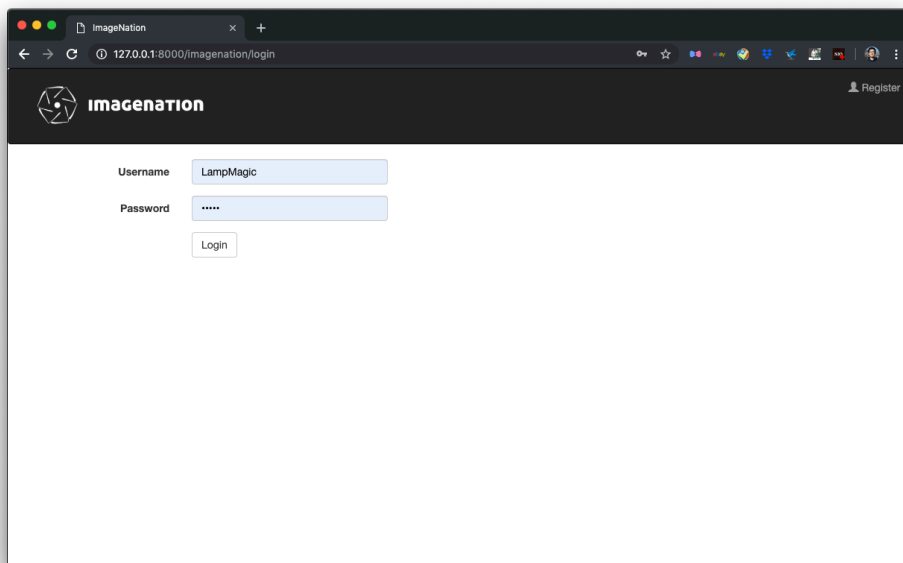 ImageNation
127.0.0.1:8000/imagenation/login
Register
ImaGenaTION
Username LampMagic
Password •••••
Login